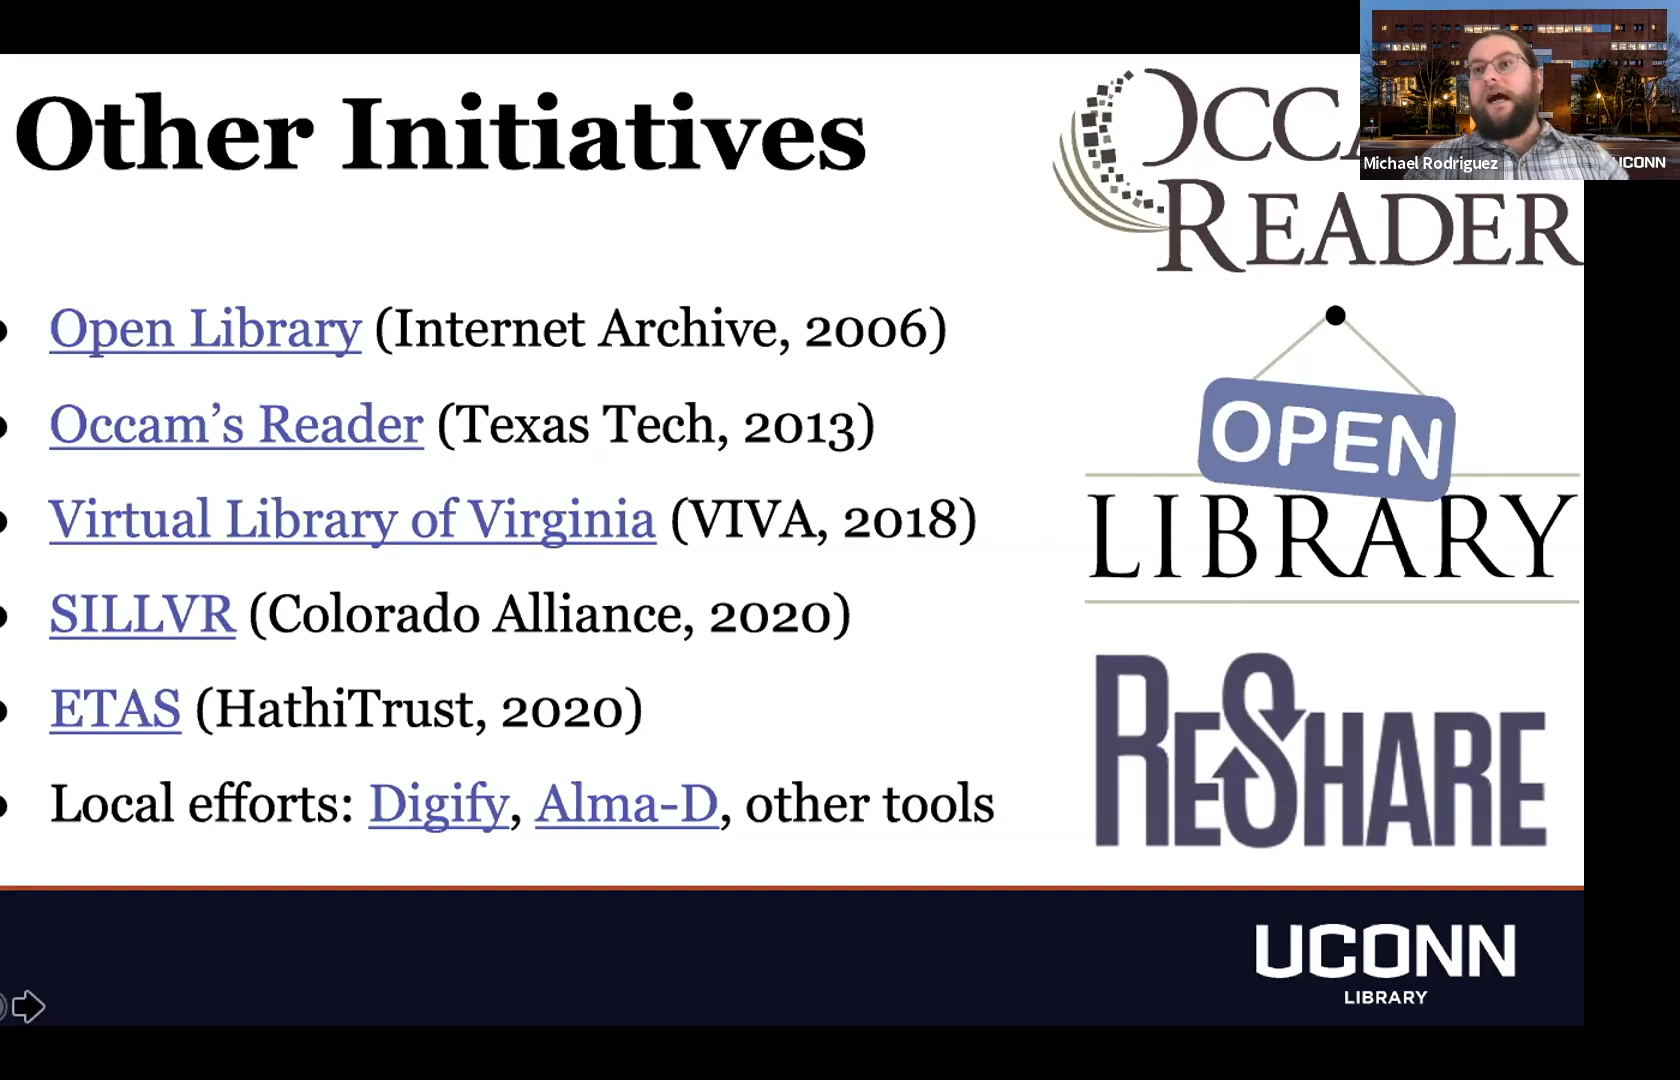 Other Initiatives
Open Library (Internet Archive, 2006)
Occam’s Reader (Texas Tech, 2013)
Virtual Library of Virginia (VIVA, 2018)
SILLVR (Colorado Alliance, 2020)
ETAS (HathiTrust, 2020)
Local efforts: Digify, Alma-D, other tools
OCCA
READER
OPEN
LIBRARY
RESHARE
UCONN
LIBRARY
Michael Rodriguez
UCONN